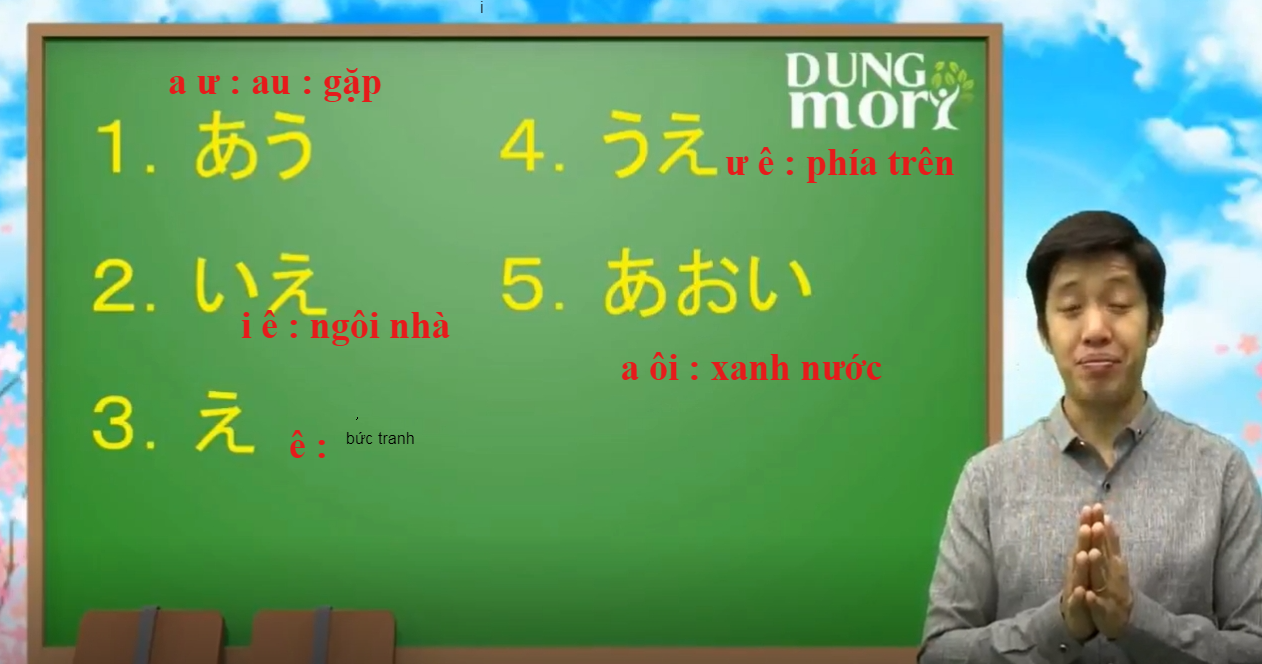 i
DUNG
mori
a ư : au : gặp
1. あう
4. うえ
ư ê : phía trên
2. いえ
i ê : ngôi nhà
5. あおい
a ôi : xanh nước
3. え
ê : bức tranh